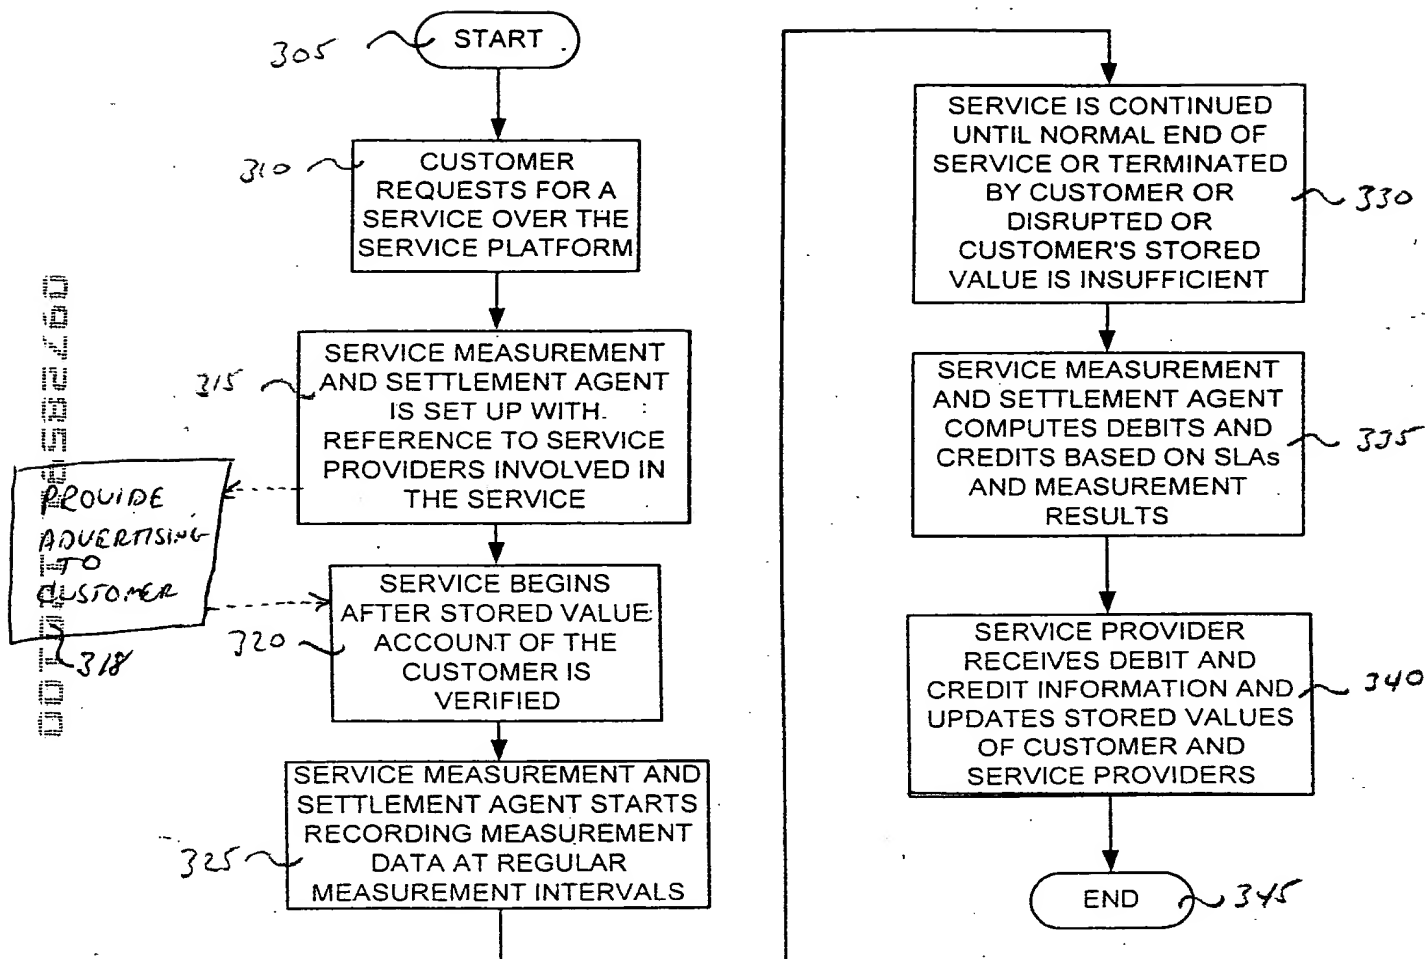 305
START
310
CUSTOMER
REQUESTS FOR A
SERVICE OVER THE
SERVICE PLATFORM
315
SERVICE MEASUREMENT
AND SETTLEMENT AGENT
IS SET UP WITH
REFERENCE TO SERVICE
PROVIDERS INVOLVED IN
THE SERVICE
PROVIDE
ADVERTISING
TO
CUSTOMER
318
320
SERVICE BEGINS
AFTER STORED VALUE
ACCOUNT OF THE
CUSTOMER IS
VERIFIED
325
SERVICE MEASUREMENT AND
SETTLEMENT AGENT STARTS
RECORDING MEASUREMENT
DATA AT REGULAR
MEASUREMENT INTERVALS
SERVICE IS CONTINUED
UNTIL NORMAL END OF
SERVICE OR TERMINATED
BY CUSTOMER OR
DISRUPTED OR
CUSTOMER'S STORED
VALUE IS INSUFFICIENT
330
SERVICE MEASUREMENT
AND SETTLEMENT AGENT
COMPUTES DEBITS AND
CREDITS BASED ON SLAs
AND MEASUREMENT
RESULTS
335
SERVICE PROVIDER
RECEIVES DEBIT AND
CREDIT INFORMATION AND
UPDATES STORED VALUES
OF CUSTOMER AND
SERVICE PROVIDERS
340
END
345